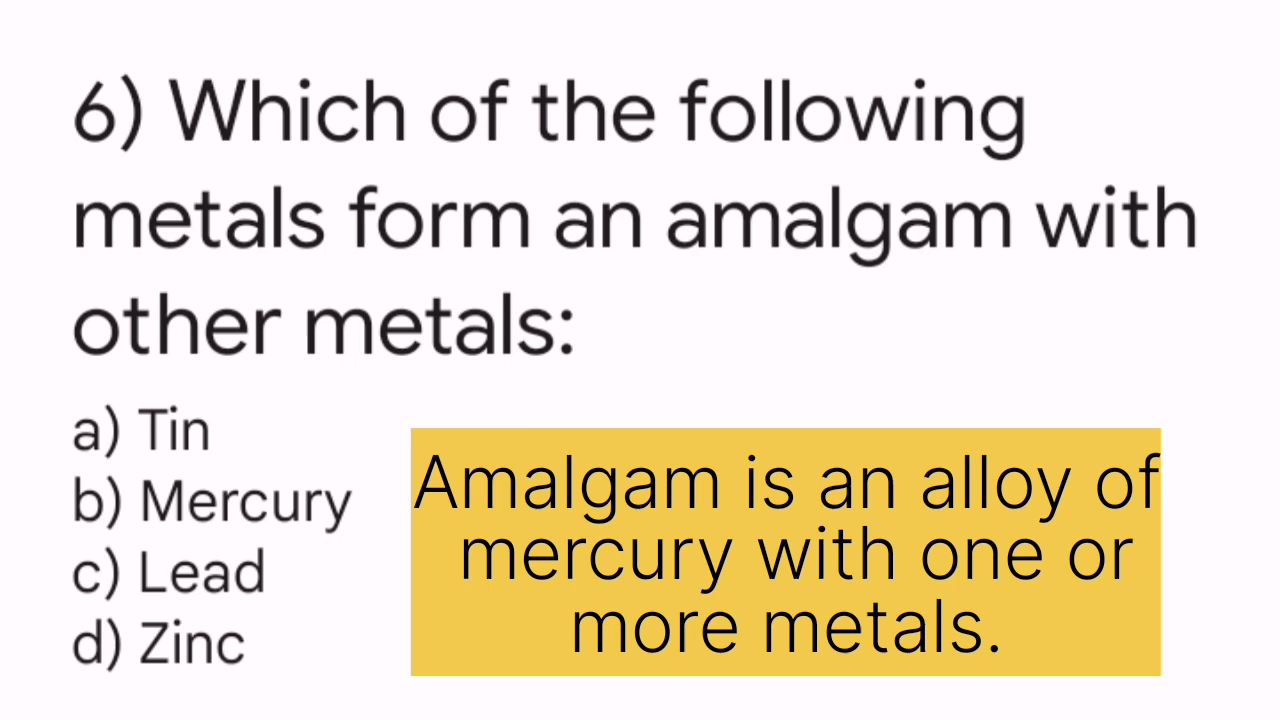 6) Which of the following
metals form an amalgam with
other metals:
a) Tin
b) Mercury
c) Lead
d) Zinc
Amalgam is an alloy of
mercury with one or
more metals.